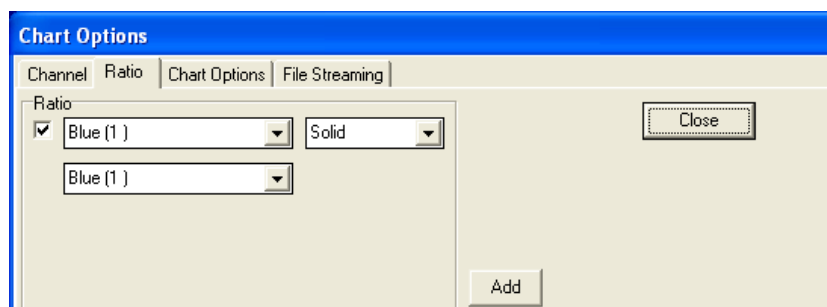 Chart Options
Channel Ratio Chart Options File Streaming
Ratio
Blue (1 ) Solid Close
Blue (1 )
Add